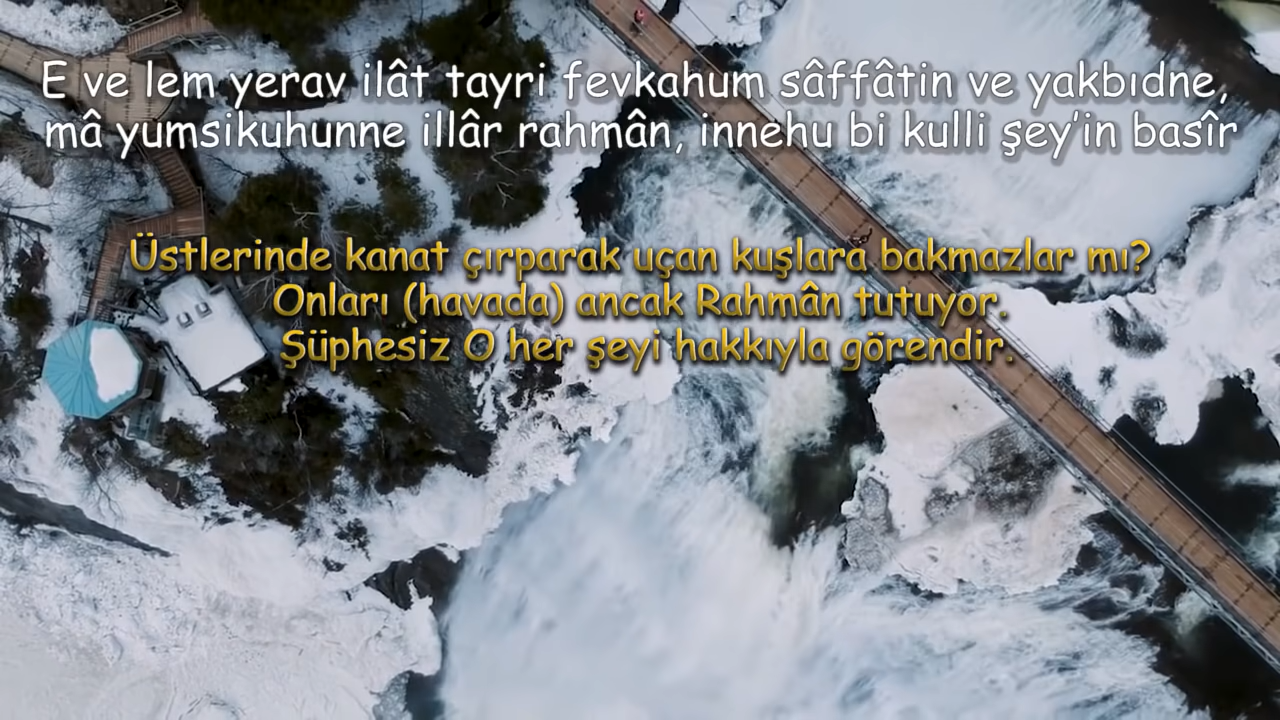 E ve lem yerav ilât tayri fevkahum sâffâtin ve yakbıdne,
mâ yumsikuhunne illâr rahmân, innehu bi kulli şey'in basîr
Üstlerinde kanat çırparak uçan kuşlara bakmazlar mı?
Onları (havada) ancak Rahmân tutuyor.
Şüphesiz O her şeyi hakkıyla görendir.